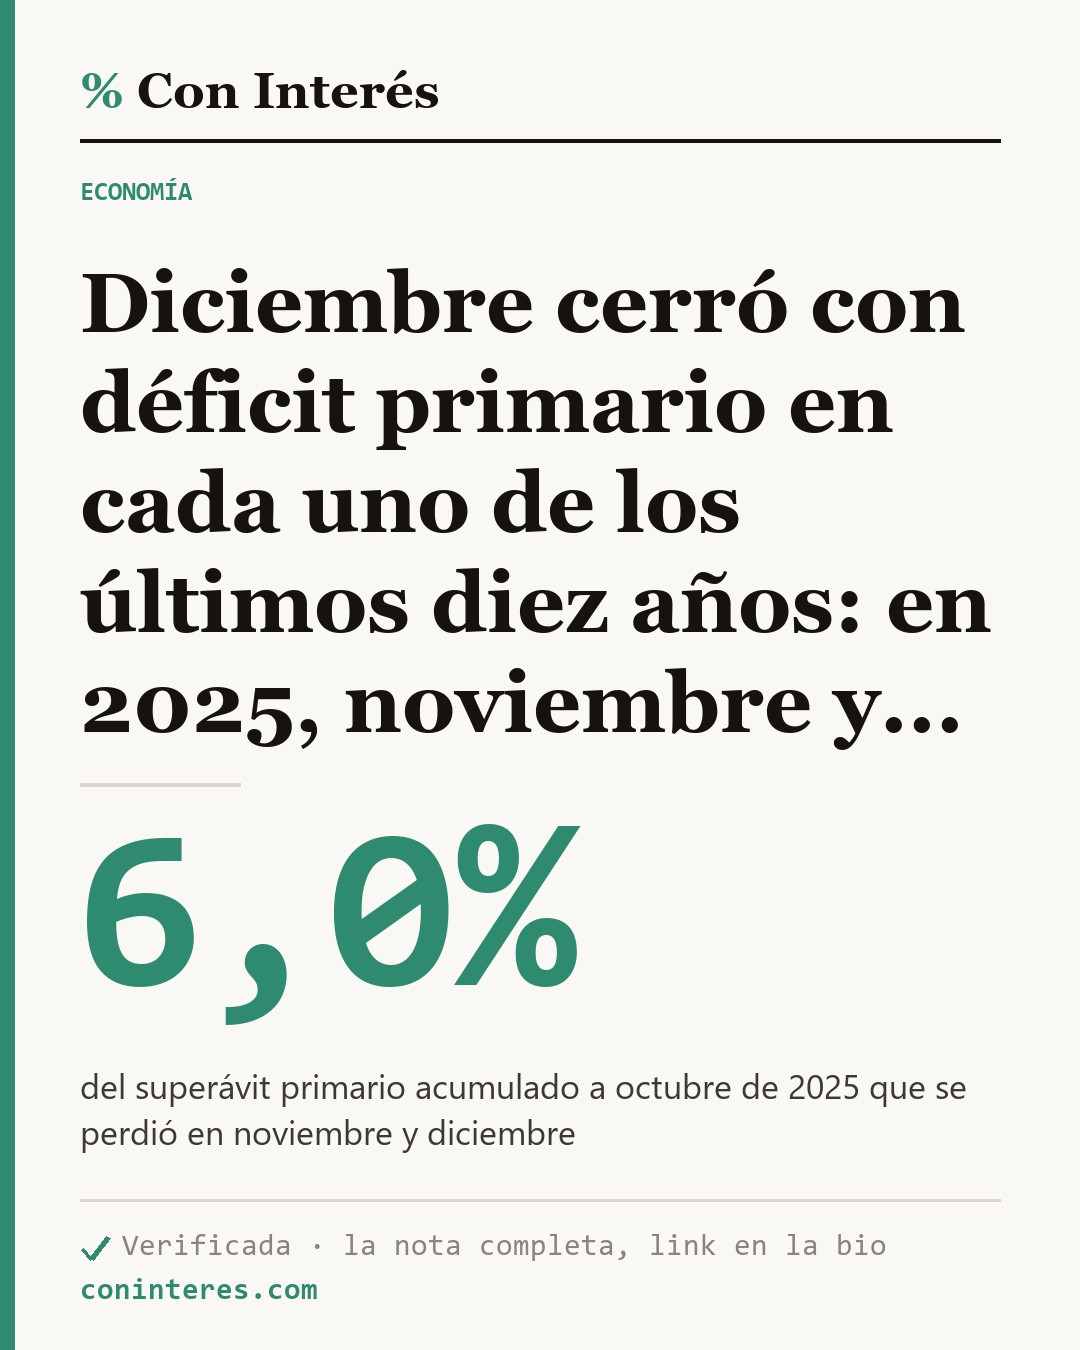 % Con Interés
ECONOMÍA
Diciembre cerró con
déficit primario en
cada uno de los
últimos diez años: en
2025, noviembre y...
6,0%
del superávit primario acumulado a octubre de 2025 que se
perdió en noviembre y diciembre
✓ Verificada · la nota completa, link en la bio
coninteres.com